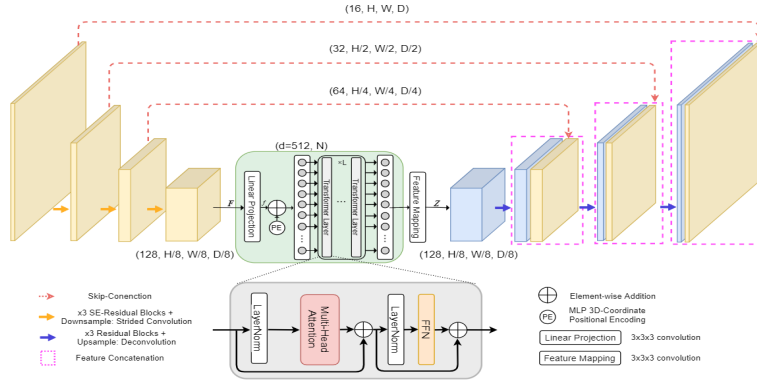 (16, H, W, D)
(32, H/2, W/2, D/2)
(64, H/4, W/4, D/4)
(d=512, N)
×L
Linear Projection
F
f
PE
Transformer Layer
...
Transformer Layer
Feature Mapping
Z
(128, H/8, W/8, D/8)
(128, H/8, W/8, D/8)
LayerNorm
Multi-Head
Attention
LayerNorm
FFN
Skip-Conenction
x3 SE-Residual Blocks +
Downsample: Strided Convolution
x3 Residual Blocks +
Upsample: Deconvolution
Feature Concatenation
Element-wise Addition
PE
MLP 3D-Coordinate
Positional Encoding
Linear Projection
3x3x3 convolution
Feature Mapping
3x3x3 convolution